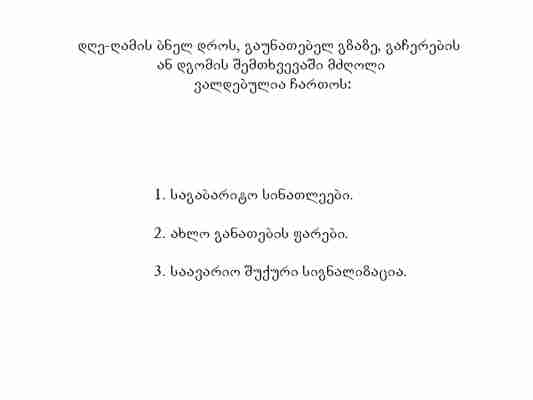 დღე-ღამის ბნელ დროს, გაუნათებელ გზაზე, გაჩერების
ან დგომის შემთხვევაში მძღოლი
ვალდებულია ჩართოს:
1. საგაბარიტო სინათლეები.
2. ახლო განათების ფარები.
3. საავარიო შუქური სიგნალიზაცია.